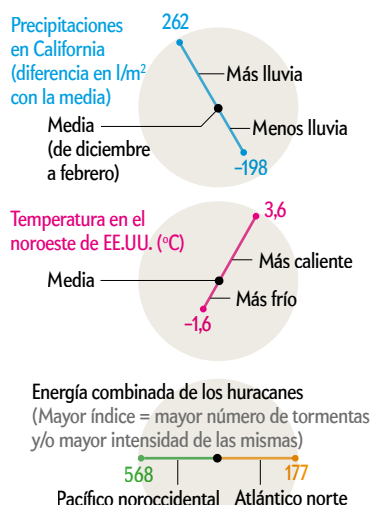 Precipitaciones
en California
(diferencia en l/m²
con la media)
262
Más lluvia
Media
(de diciembre
a febrero)
Menos lluvia
–198
Temperatura en el
noroeste de EE.UU. (ºC)
3,6
Más caliente
Media
Más frío
–1,6
Energía combinada de los huracanes
(Mayor índice = mayor número de tormentas
y/o mayor intensidad de las mismas)
568
177
Pacífico noroccidental
Atlántico norte